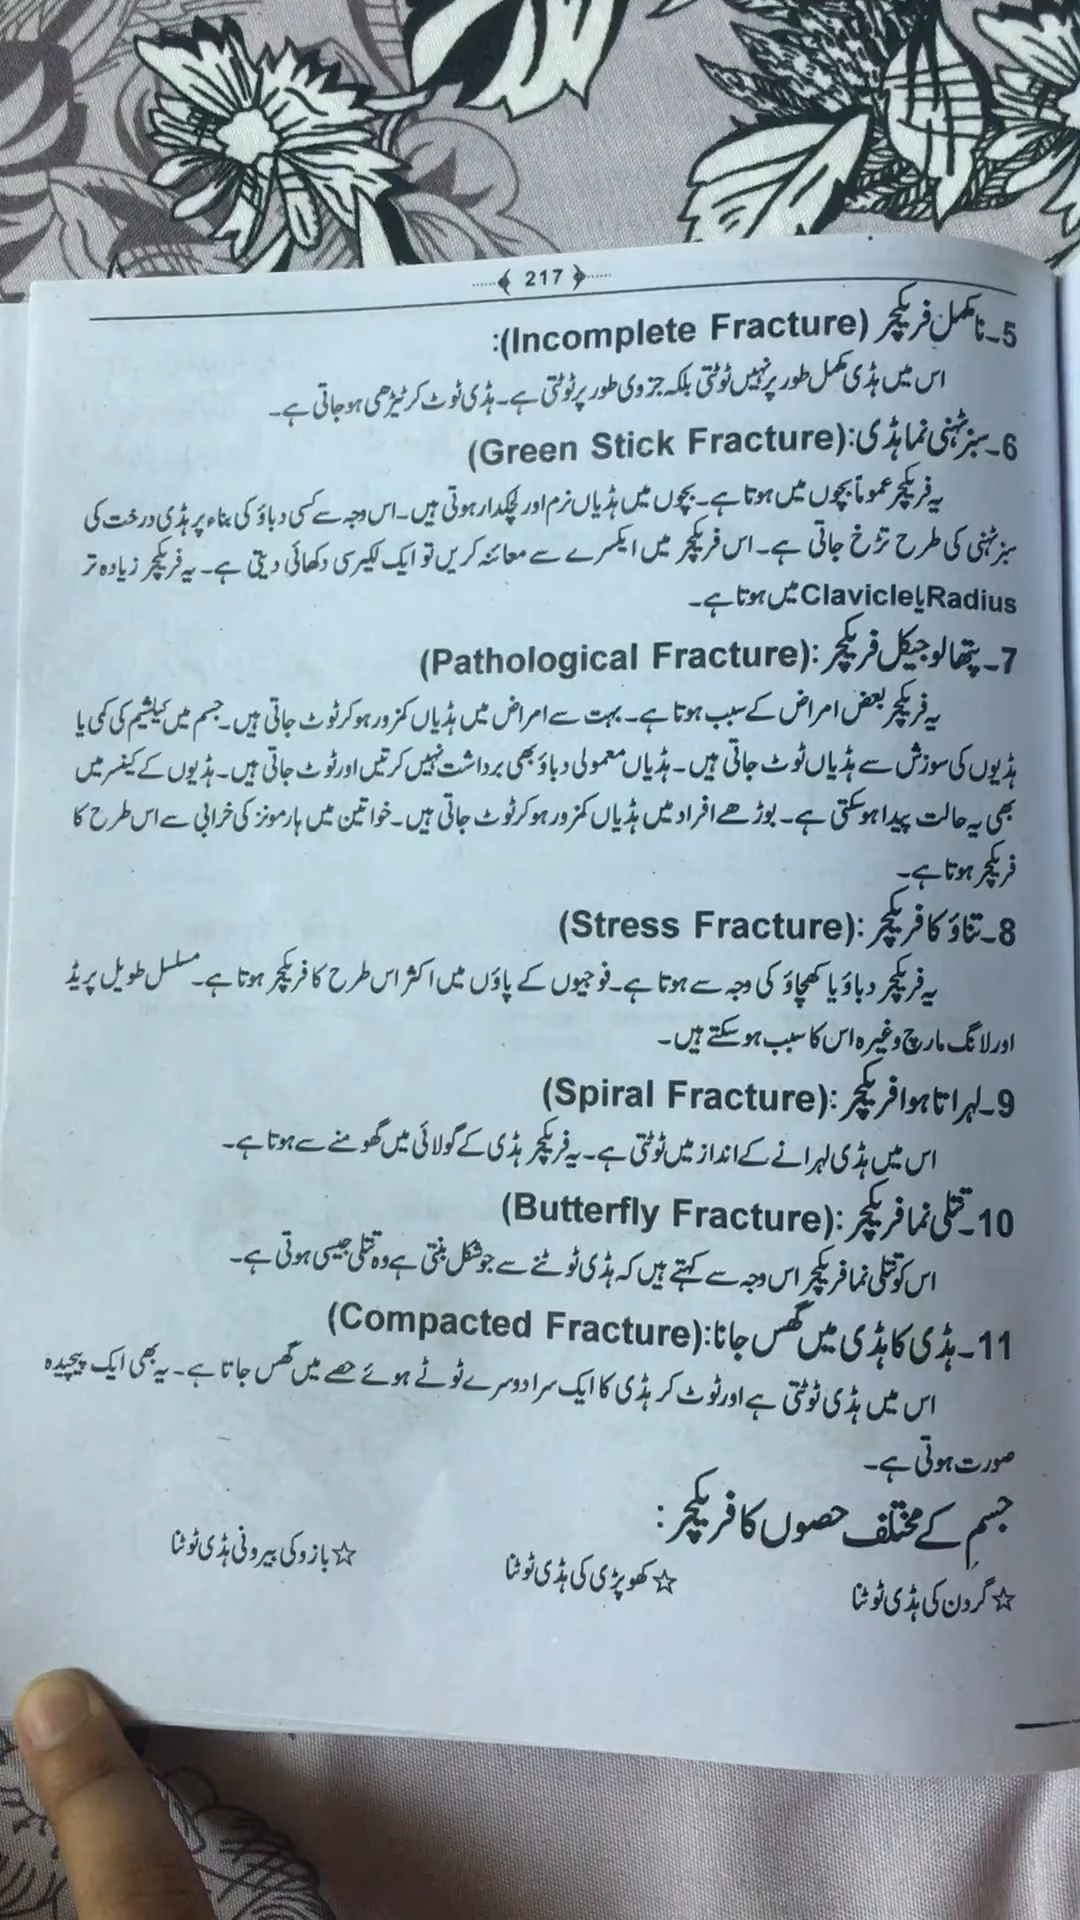 217
5۔نامکمل فریکچر (Incomplete Fracture):
اس میں ہڈی مکمل طور پر نہیں ٹوٹتی بلکہ جزوی طور پر ٹوٹتی ہے۔ ہڈی ٹوٹ کر ٹیڑھی ہو جاتی ہے۔
6۔سبز ٹہنی نما ہڈی:(Green Stick Fracture)
یہ فریکچر عموماً بچوں میں ہوتا ہے۔ بچوں میں ہڈیاں نرم اور لچکدار ہوتی ہیں۔ اس وجہ سے کسی دباؤ کی بناء پر ہڈی درخت کی
سبز ٹہنی کی طرح تڑخ جاتی ہے۔ اس فریکچر میں ایکسرے سے معائنہ کریں تو ایک لکیر سی دکھائی دیتی ہے۔ یہ فریکچر زیادہ تر
Radius یا Clavicle میں ہوتا ہے۔
7۔ پتھالوجیکل فریکچر :(Pathological Fracture)
یہ فریکچر بعض امراض کے سبب ہوتا ہے۔ بہت سے امراض میں ہڈیاں کمزور ہو کر ٹوٹ جاتی ہیں۔ جسم میں کیلشیم کی کمی یا
ہڈیوں کی سوزش سے ہڈیاں ٹوٹ جاتی ہیں۔ ہڈیاں معمولی دباؤ بھی برداشت نہیں کرتیں اور ٹوٹ جاتی ہیں۔ ہڈیوں کے کینسر میں
بھی یہ حالت پیدا ہو سکتی ہے۔ بوڑھے افراد میں ہڈیاں کمزور ہو کر ٹوٹ جاتی ہیں۔ خواتین میں ہارمونز کی خرابی سے اس طرح کا
فریکچر ہوتا ہے۔
8۔تناؤ کا فریکچر :(Stress Fracture)
یہ فریکچر دباؤ یا کھچاؤ کی وجہ سے ہوتا ہے۔ فوجیوں کے پاؤں میں اکثر اس طرح کا فریکچر ہوتا ہے۔ مسلسل طویل پریڈ
اور لانگ مارچ وغیرہ اس کا سبب ہو سکتے ہیں۔
9۔لہراتا ہوا فریکچر :(Spiral Fracture)
اس میں ہڈی لہرانے کے انداز میں ٹوٹتی ہے۔ یہ فریکچر ہڈی کے گولائی میں گھومنے سے ہوتا ہے۔
10۔تتلی نما فریکچر :(Butterfly Fracture)
اس کو تتلی نما فریکچر اس وجہ سے کہتے ہیں کہ ہڈی ٹوٹنے سے جو شکل بنتی ہے وہ تتلی جیسی ہوتی ہے۔
11۔ہڈی کا ہڈی میں گھس جانا:(Compacted Fracture)
اس میں ہڈی ٹوٹتی ہے اور ٹوٹ کر ہڈی کا ایک سرا دوسرے ٹوٹے ہوئے حصے میں گھس جاتا ہے۔ یہ بھی ایک پیچیدہ
صورت ہوتی ہے۔
جسم کے مختلف حصوں کا فریکچر:
☆ گردن کی ہڈی ٹوٹنا ☆ کھوپڑی کی ہڈی ٹوٹنا ☆ بازو کی بیرونی ہڈی ٹوٹنا